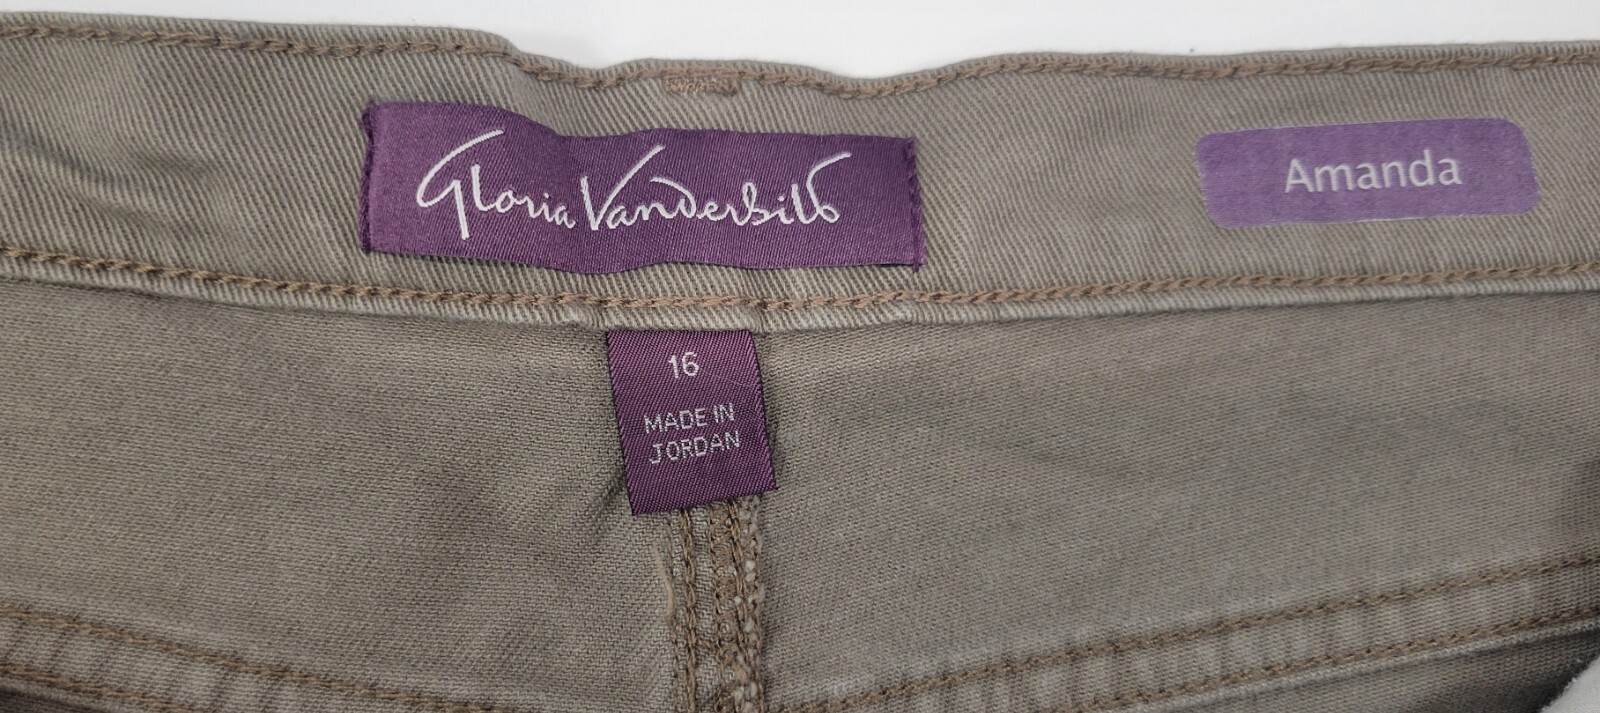 Gloria Vanderbilt
Amanda
16
MADE IN
JORDAN